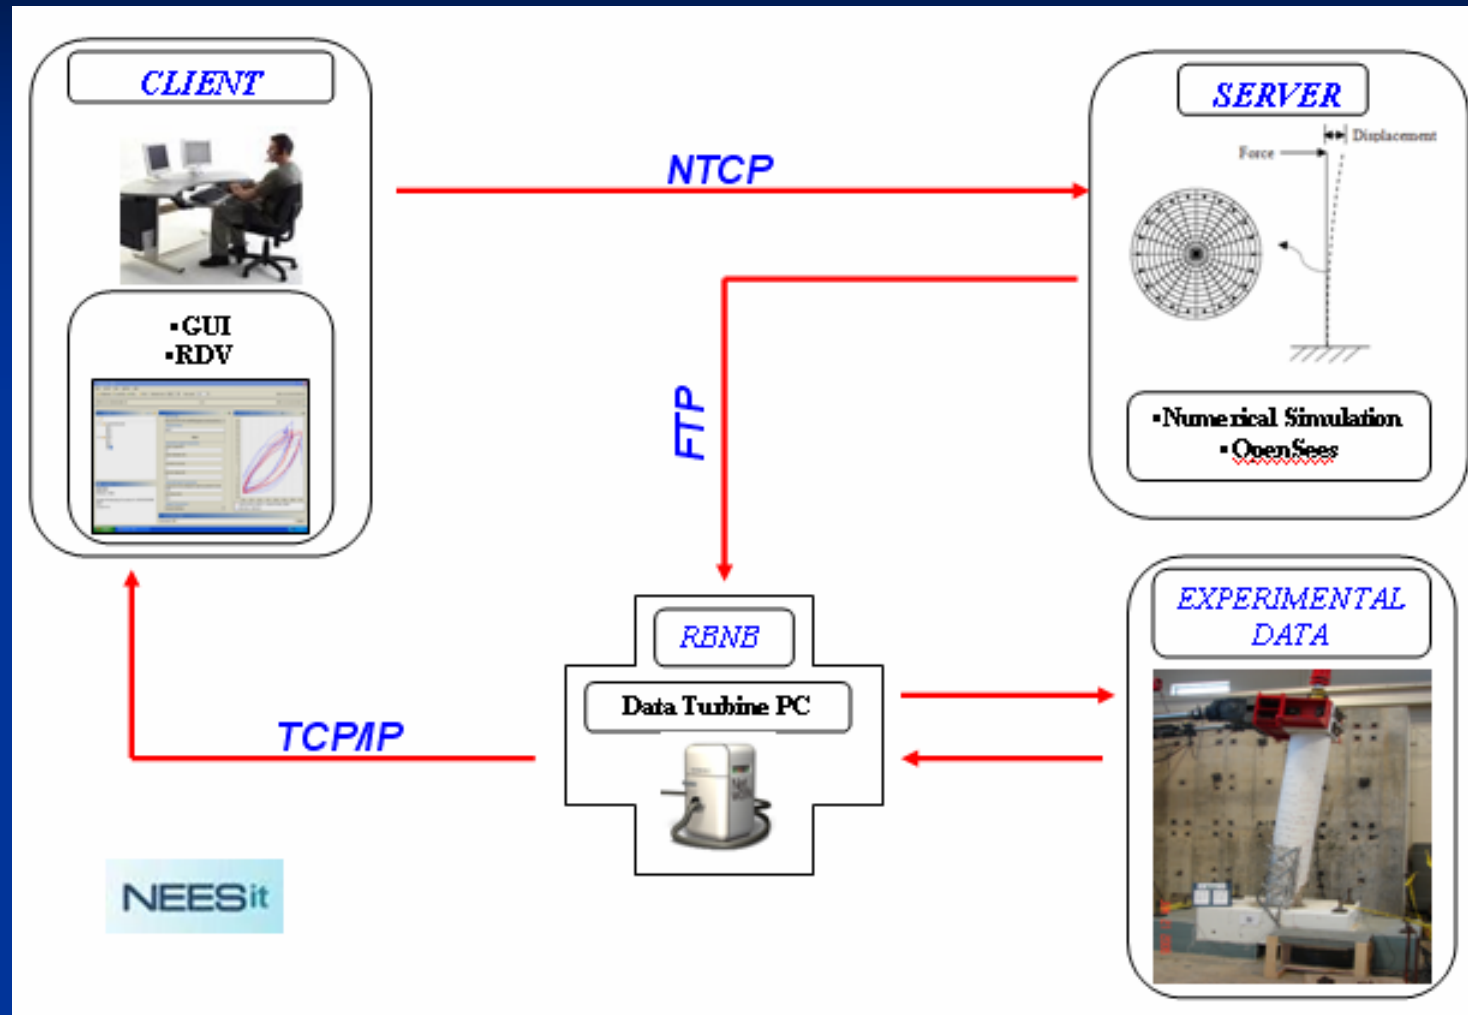 CLIENT
▪GUI
▪RDV
NTCP
SERVER
Displacement
Force
▪Numerical Simulation
▪OpenSees
FTP
RBNB
Data Turbine PC
TCP/IP
EXPERIMENTAL
DATA
NEESit